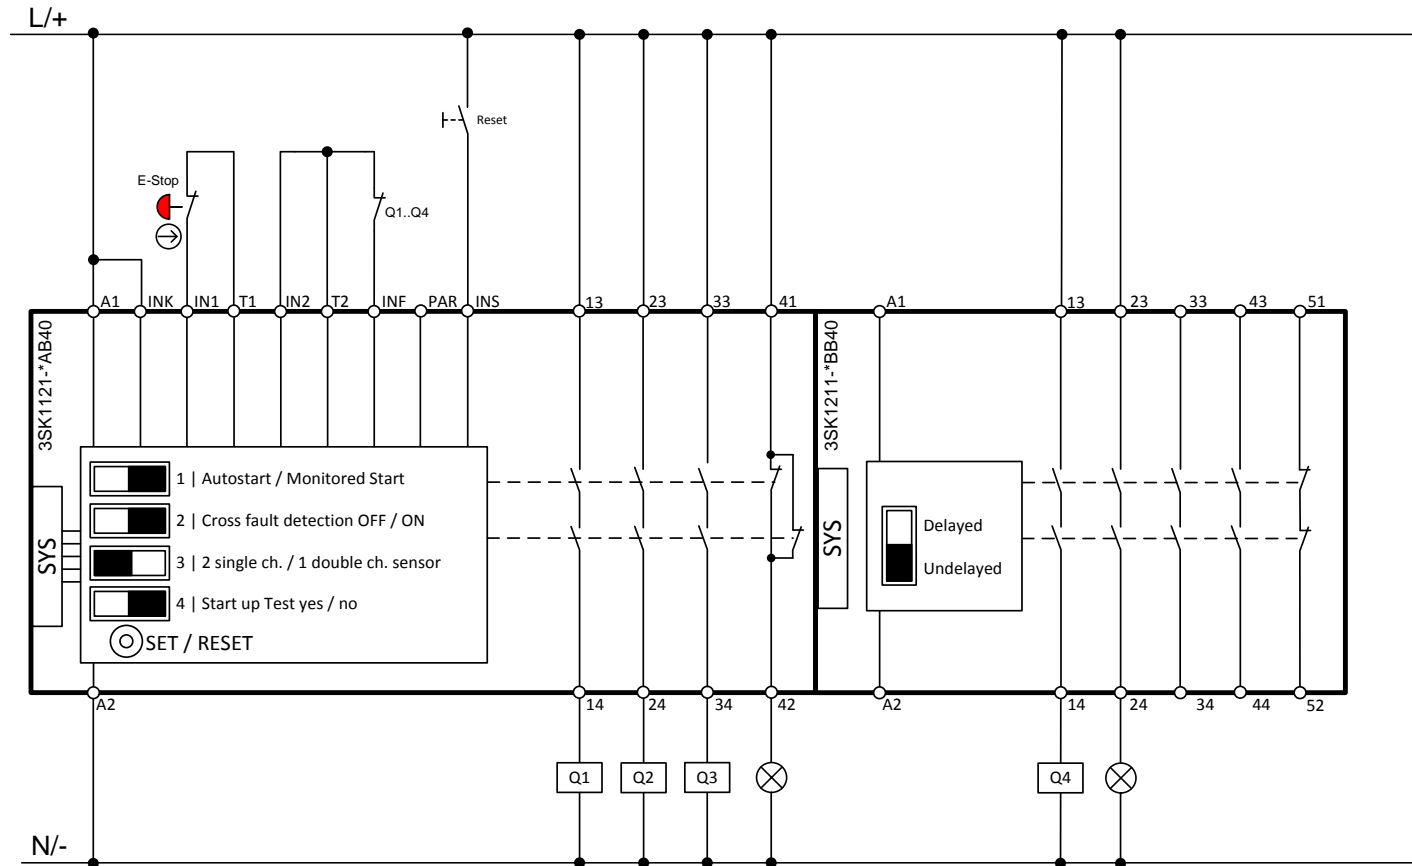 L/+
Reset
E-Stop
Q1..Q4
A1 INK IN1 T1 IN2 T2 INF PAR INS 13 23 33 41 A1 13 23 33 43 51
3SK1121-*AB40
3SK1211-*BB40
1 | Autostart / Monitored Start
2 | Cross fault detection OFF / ON
3 | 2 single ch. / 1 double ch. sensor
4 | Start up Test yes / no
SET / RESET
SYS
SYS
Delayed
Undelayed
A2 14 24 34 42 A2 14 24 34 44 52
Q1 Q2 Q3 Q4
N/-